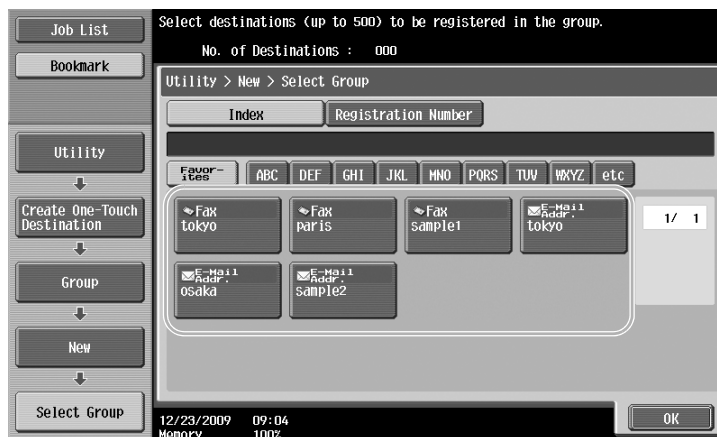 Job List
Bookmark
Utility
Create One-Touch
Destination
Group
New
Select Group
Select destinations (up to 500) to be registered in the group.
No. of Destinations : 000
Utility > New > Select Group
Index
Registration Number
Favor-
ites
ABC
DEF
GHI
JKL
MNO
PQRS
TUV
WXYZ
etc
Fax
tokyo
Fax
paris
Fax
sample1
E-Mail
Addr.
tokyo
1/ 1
E-Mail
Addr.
osaka
E-Mail
Addr.
sample2
12/23/2009 09:04
Memory 100%
OK